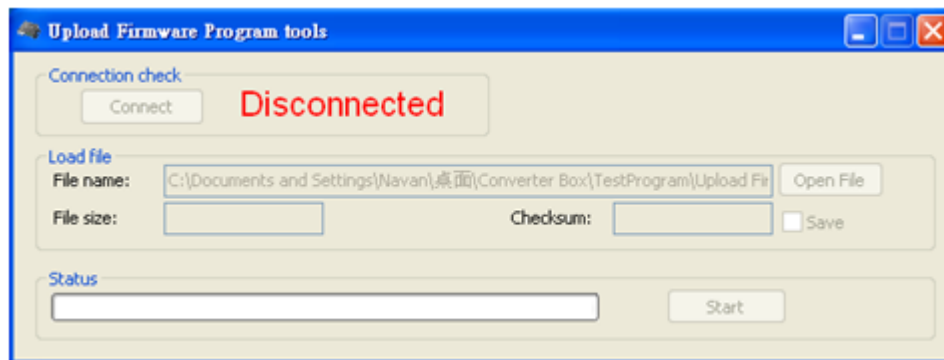 Upload Firmware Program tools
Connection check
Connect Disconnected
Load file
File name: C:\Documents and Settings\Navan\桌面\Converter Box\TestProgram\Upload Fir Open File
File size: Checksum: Save
Status
Start